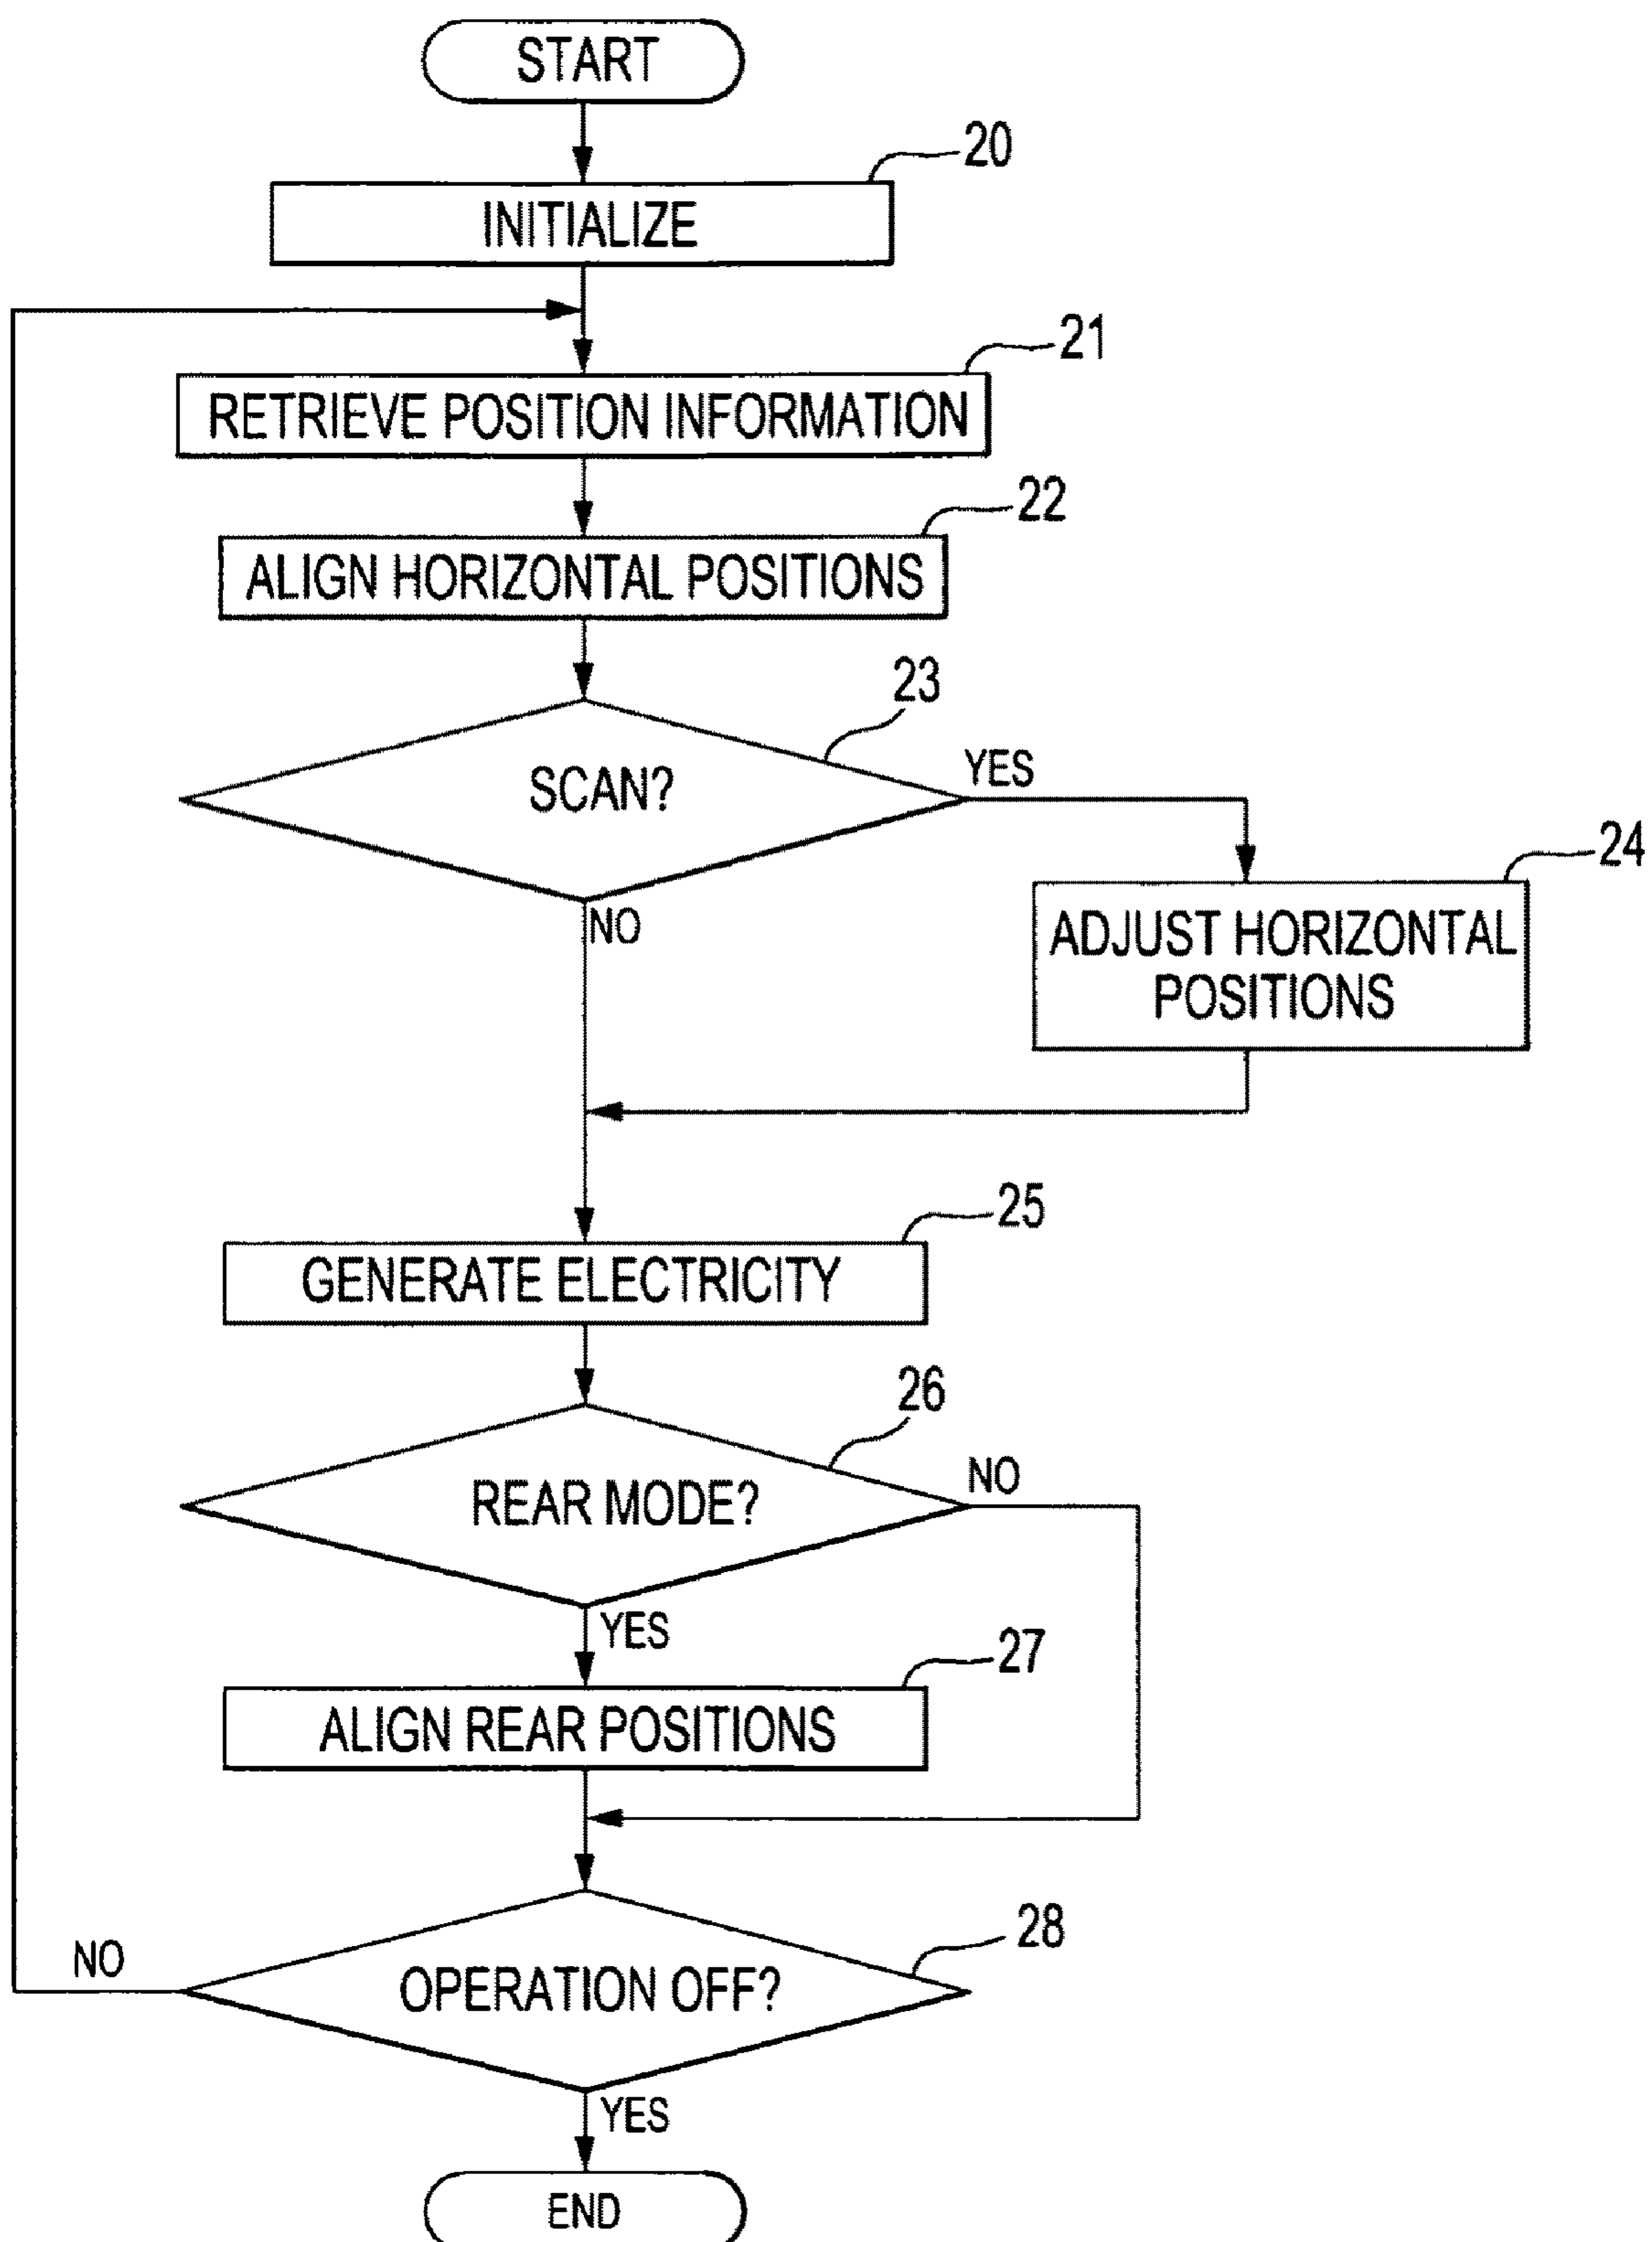 START
20
INITIALIZE
21
RETRIEVE POSITION INFORMATION
22
ALIGN HORIZONTAL POSITIONS
23
SCAN?
YES
24
ADJUST HORIZONTAL
POSITIONS
NO
25
GENERATE ELECTRICITY
26
REAR MODE?
NO
YES
27
ALIGN REAR POSITIONS
28
OPERATION OFF?
NO
YES
END